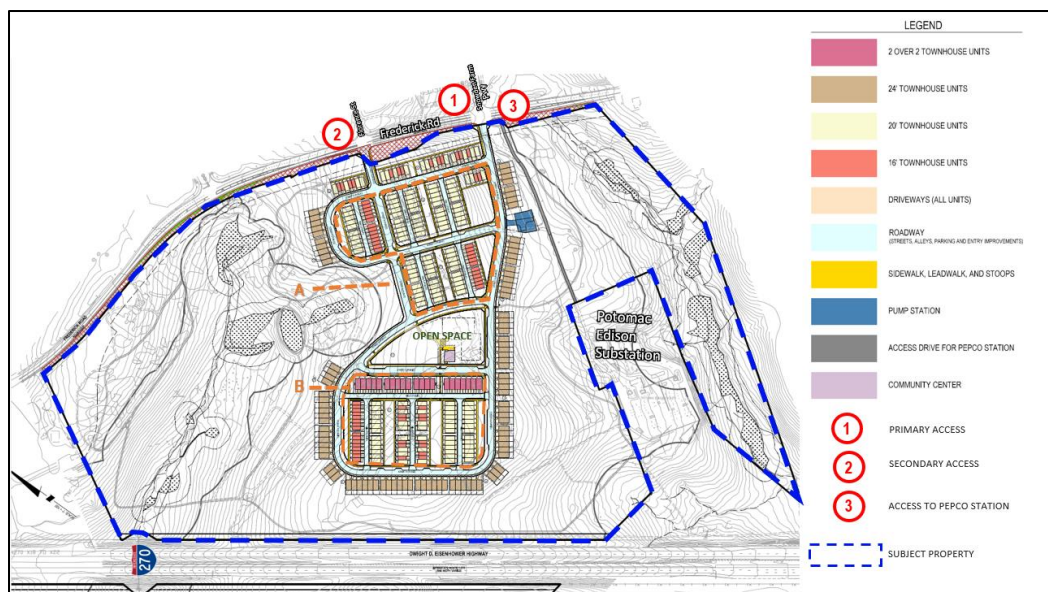 LEGEND
2 OVER 2 TOWNHOUSE UNITS
24' TOWNHOUSE UNITS
20' TOWNHOUSE UNITS
16' TOWNHOUSE UNITS
DRIVEWAYS (ALL UNITS)
ROADWAY
(STREETS, ALLEYS, PARKING AND ENTRY IMPROVEMENTS)
SIDEWALK, LEADWALK, AND STOOPS
PUMP STATION
ACCESS DRIVE FOR PEPCO STATION
COMMUNITY CENTER
1 PRIMARY ACCESS
2 SECONDARY ACCESS
3 ACCESS TO PEPCO STATION
SUBJECT PROPERTY
1
3
2
Frederick Rd
A
OPEN SPACE
Potomac
Edison
Substation
B
270
DWIGHT D. EISENHOWER HIGHWAY